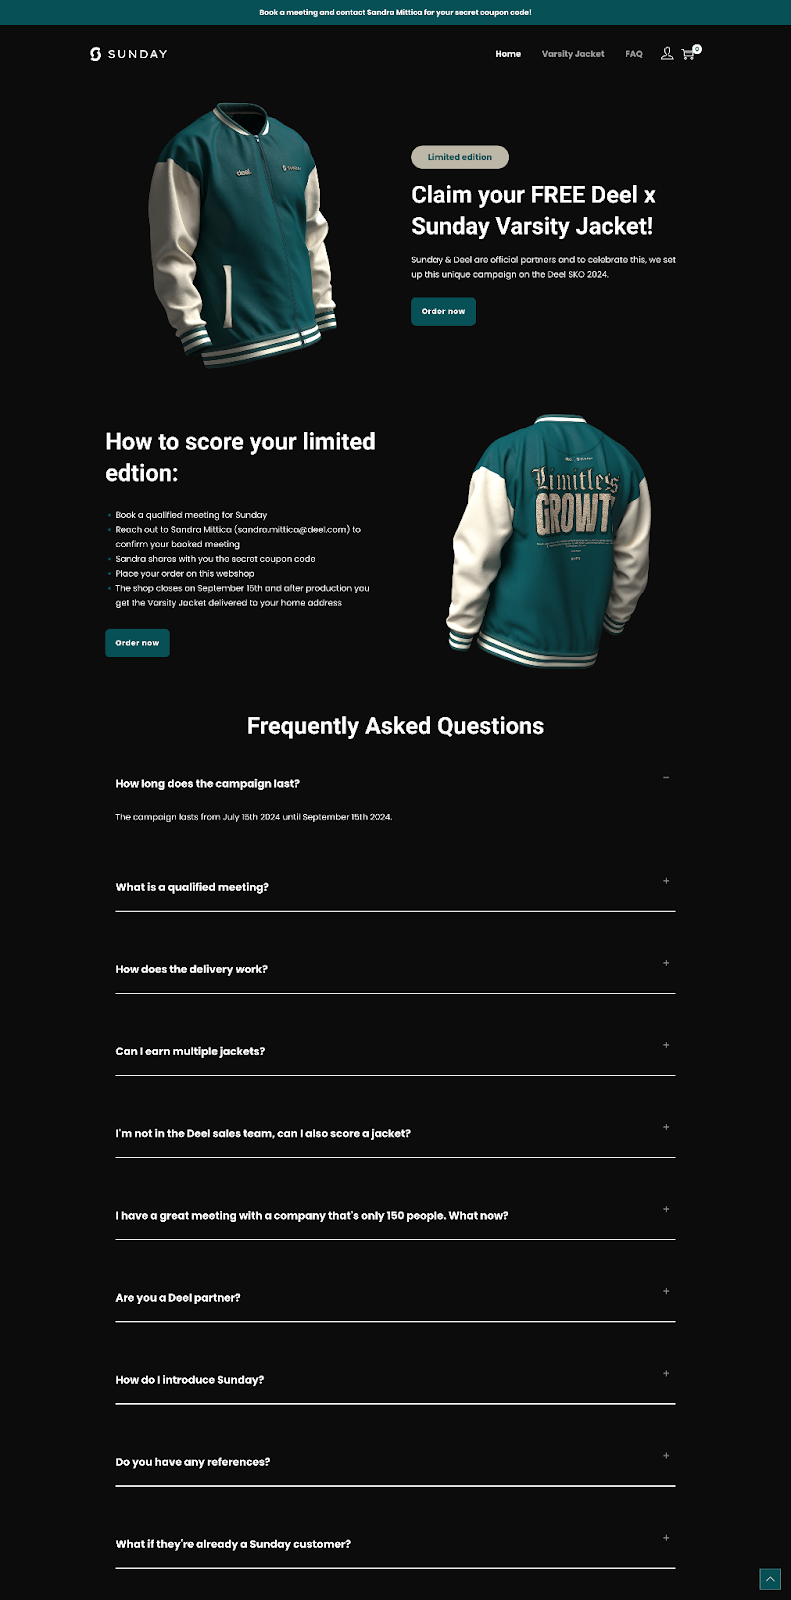 Book a meeting and contact Sandra Mittica for your secret coupon code!
SUNDAY
Home
Varsity Jacket
FAQ
0
deel.
SUNDAY
Limited edition
Claim your FREE Deel x
Sunday Varsity Jacket!
Sunday & Deel are official partners and to celebrate this, we set
up this unique campaign on the Deel SKO 2024.
Order now
How to score your limited
edtion:
Book a qualified meeting for Sunday
Reach out to Sandra Mittica (sandra.mittica@deel.com) to
confirm your booked meeting
Sandra shares with you the secret coupon code
Place your order on this webshop
The shop closes on September 15th and after production you
get the Varsity Jacket delivered to your home address
Order now
Limitless
GROWT
Frequently Asked Questions
How long does the campaign last?
The campaign lasts from July 15th 2024 until September 15th 2024.
What is a qualified meeting?
How does the delivery work?
Can I earn multiple jackets?
I'm not in the Deel sales team, can I also score a jacket?
I have a great meeting with a company that's only 150 people. What now?
Are you a Deel partner?
How do I introduce Sunday?
Do you have any references?
What if they're already a Sunday customer?